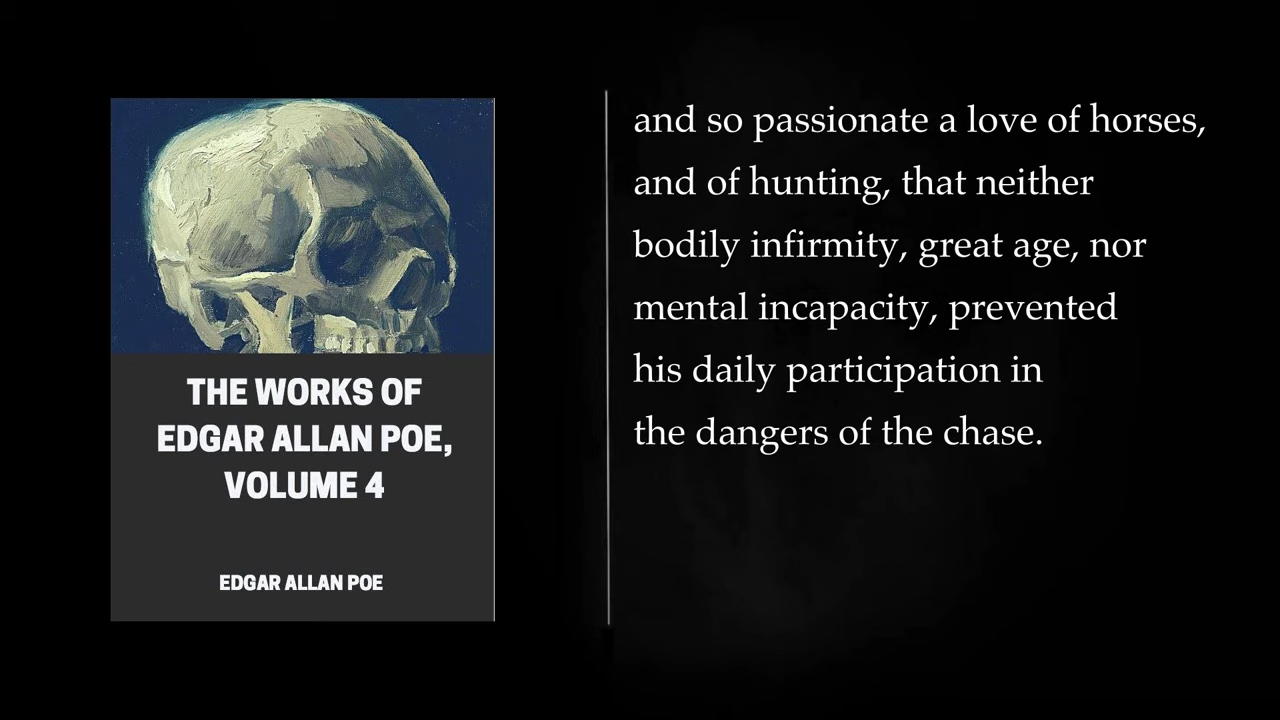 THE WORKS OF
EDGAR ALLAN POE,
VOLUME 4
EDGAR ALLAN POE
and so passionate a love of horses,
and of hunting, that neither
bodily infirmity, great age, nor
mental incapacity, prevented
his daily participation in
the dangers of the chase.